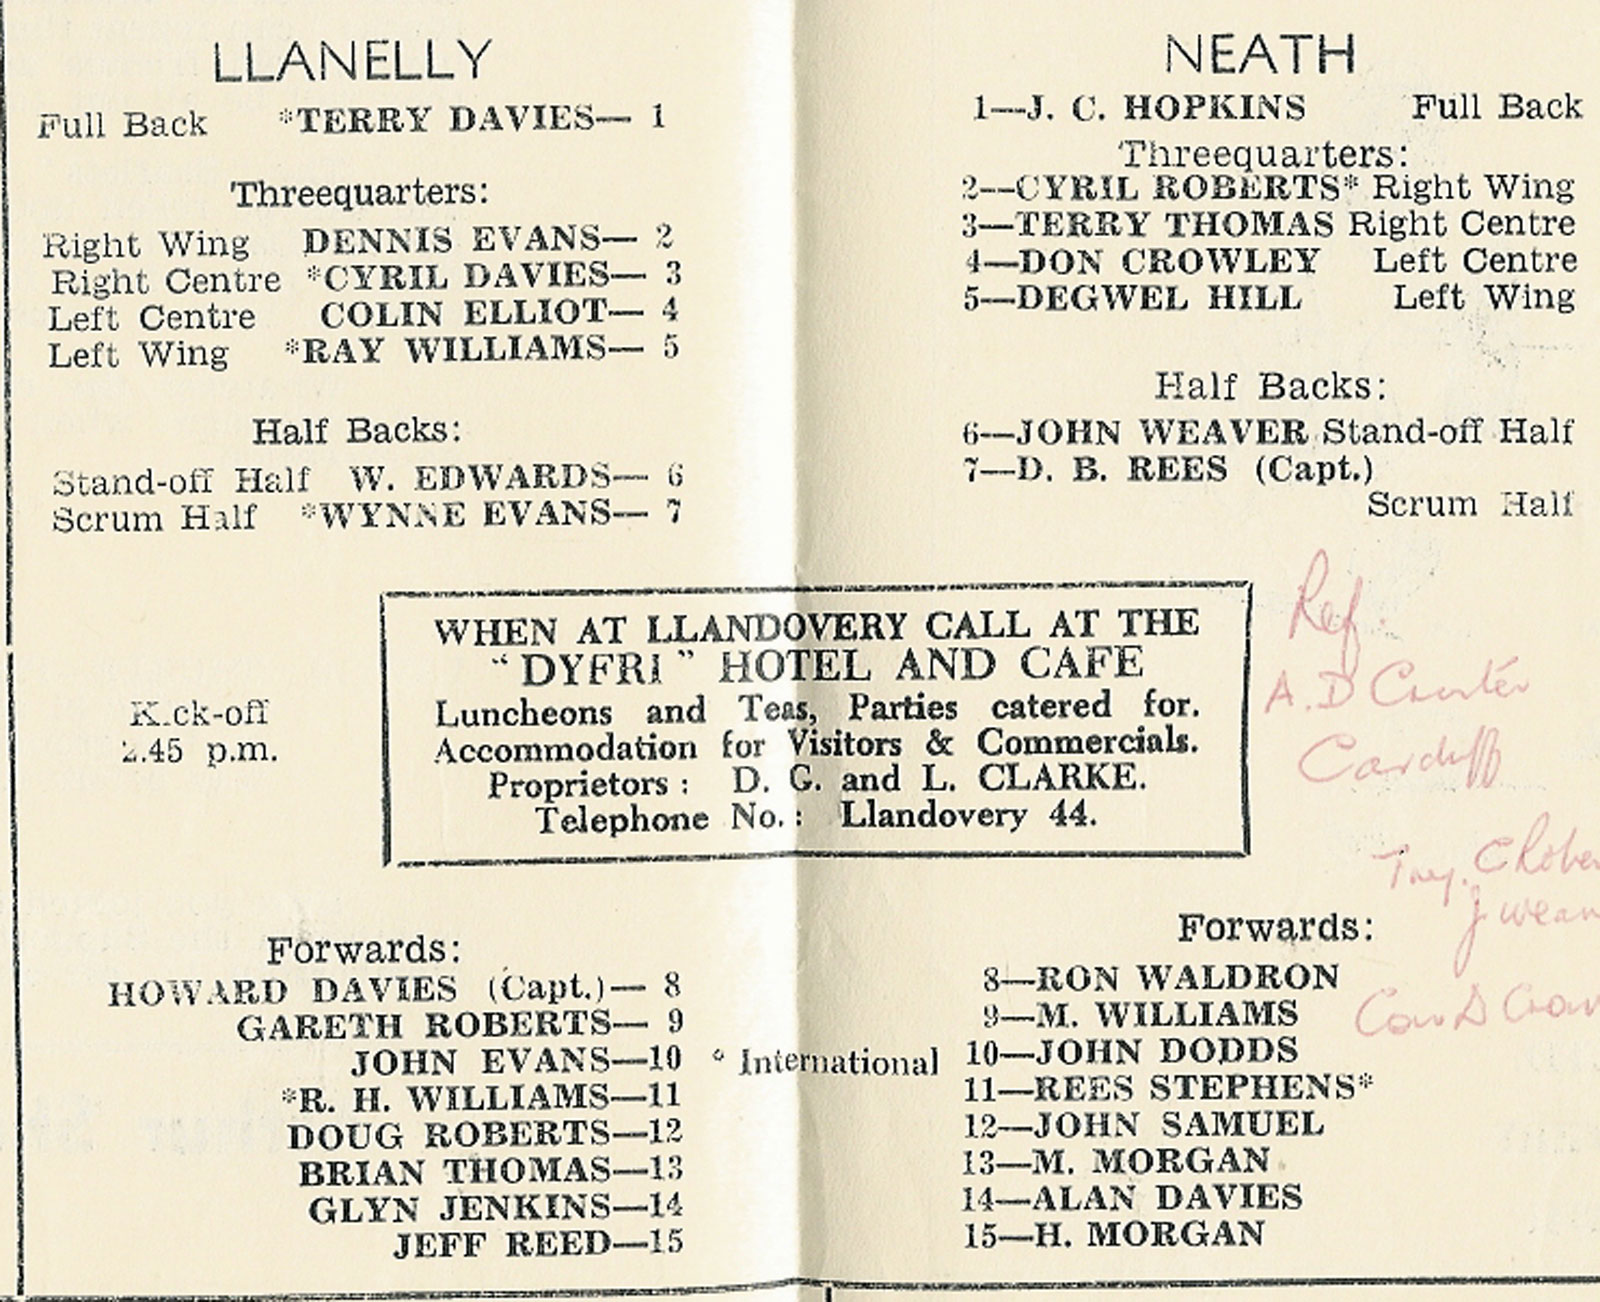 LLANELLY
Full Back *TERRY DAVIES— 1
Threequarters:
Right Wing DENNIS EVANS— 2
Right Centre *CYRIL DAVIES— 3
Left Centre COLIN ELLIOT— 4
Left Wing *RAY WILLIAMS— 5
Half Backs:
Stand-off Half W. EDWARDS— 6
Scrum Half *WYNNE EVANS— 7
NEATH
1—J. C. HOPKINS Full Back
Threequarters:
2—CYRIL ROBERTS* Right Wing
3—TERRY THOMAS Right Centre
4—DON CROWLEY Left Centre
5—DEGWEL HILL Left Wing
Half Backs:
6—JOHN WEAVER Stand-off Half
7—D. B. REES (Capt.)
Scrum Half
Kick-off
2.45 p.m.
WHEN AT LLANDOVERY CALL AT THE
“DYFRI” HOTEL AND CAFE
Luncheons and Teas, Parties catered for.
Accommodation for Visitors & Commercials.
Proprietors: D. G. and L. CLARKE.
Telephone No.: Llandovery 44.
Ref.
A. D
Cardiff
Forwards:
HOWARD DAVIES (Capt.)— 8
GARETH ROBERTS— 9
JOHN EVANS—10
*R. H. WILLIAMS—11
DOUG ROBERTS—12
BRIAN THOMAS—13
GLYN JENKINS—14
JEFF REED—15
* International
Forwards:
8—RON WALDRON
9—M. WILLIAMS
10—JOHN DODDS
11—REES STEPHENS*
12—JOHN SAMUEL
13—M. MORGAN
14—ALAN DAVIES
15—H. MORGAN